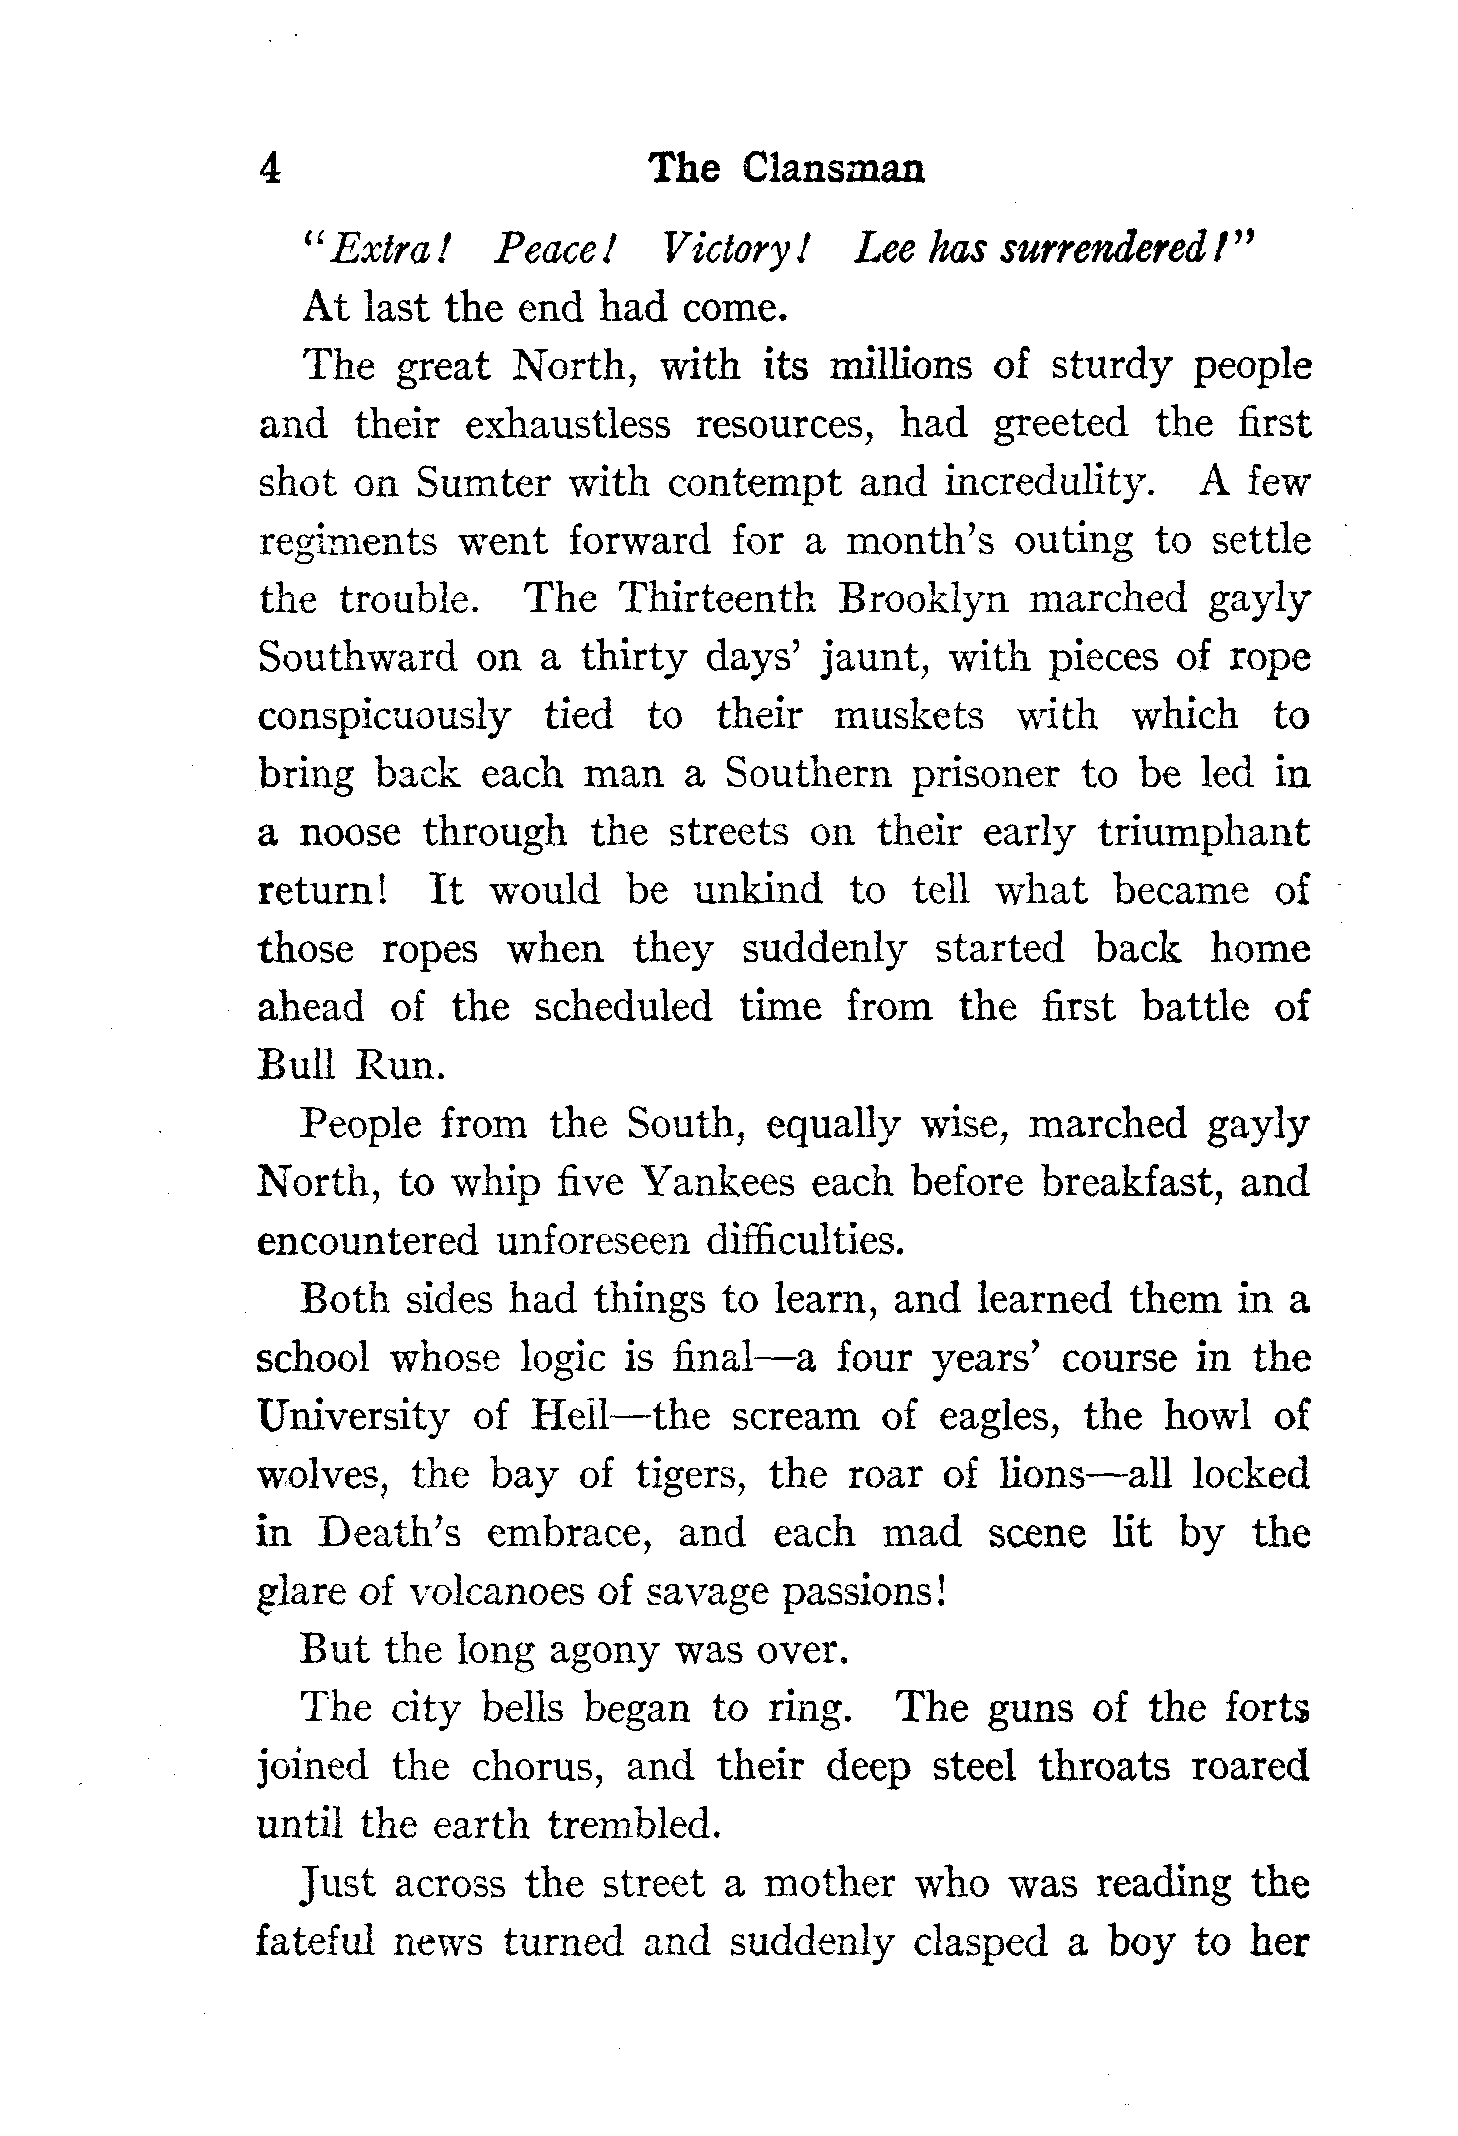 4 The Clansman
"Extra! Peace! Victory! Lee has surrendered!"
At last the end had come.
The great North, with its millions of sturdy people
and their exhaustless resources, had greeted the first
shot on Sumter with contempt and incredulity. A few
regiments went forward for a month's outing to settle
the trouble. The Thirteenth Brooklyn marched gayly
Southward on a thirty days' jaunt, with pieces of rope
conspicuously tied to their muskets with which to
bring back each man a Southern prisoner to be led in
a noose through the streets on their early triumphant
return! It would be unkind to tell what became of
those ropes when they suddenly started back home
ahead of the scheduled time from the first battle of
Bull Run.
People from the South, equally wise, marched gayly
North, to whip five Yankees each before breakfast, and
encountered unforeseen difficulties.
Both sides had things to learn, and learned them in a
school whose logic is final—a four years' course in the
University of Hell—the scream of eagles, the howl of
wolves, the bay of tigers, the roar of lions—all locked
in Death's embrace, and each mad scene lit by the
glare of volcanoes of savage passions!
But the long agony was over.
The city bells began to ring. The guns of the forts
joined the chorus, and their deep steel throats roared
until the earth trembled.
Just across the street a mother who was reading the
fateful news turned and suddenly clasped a boy to her